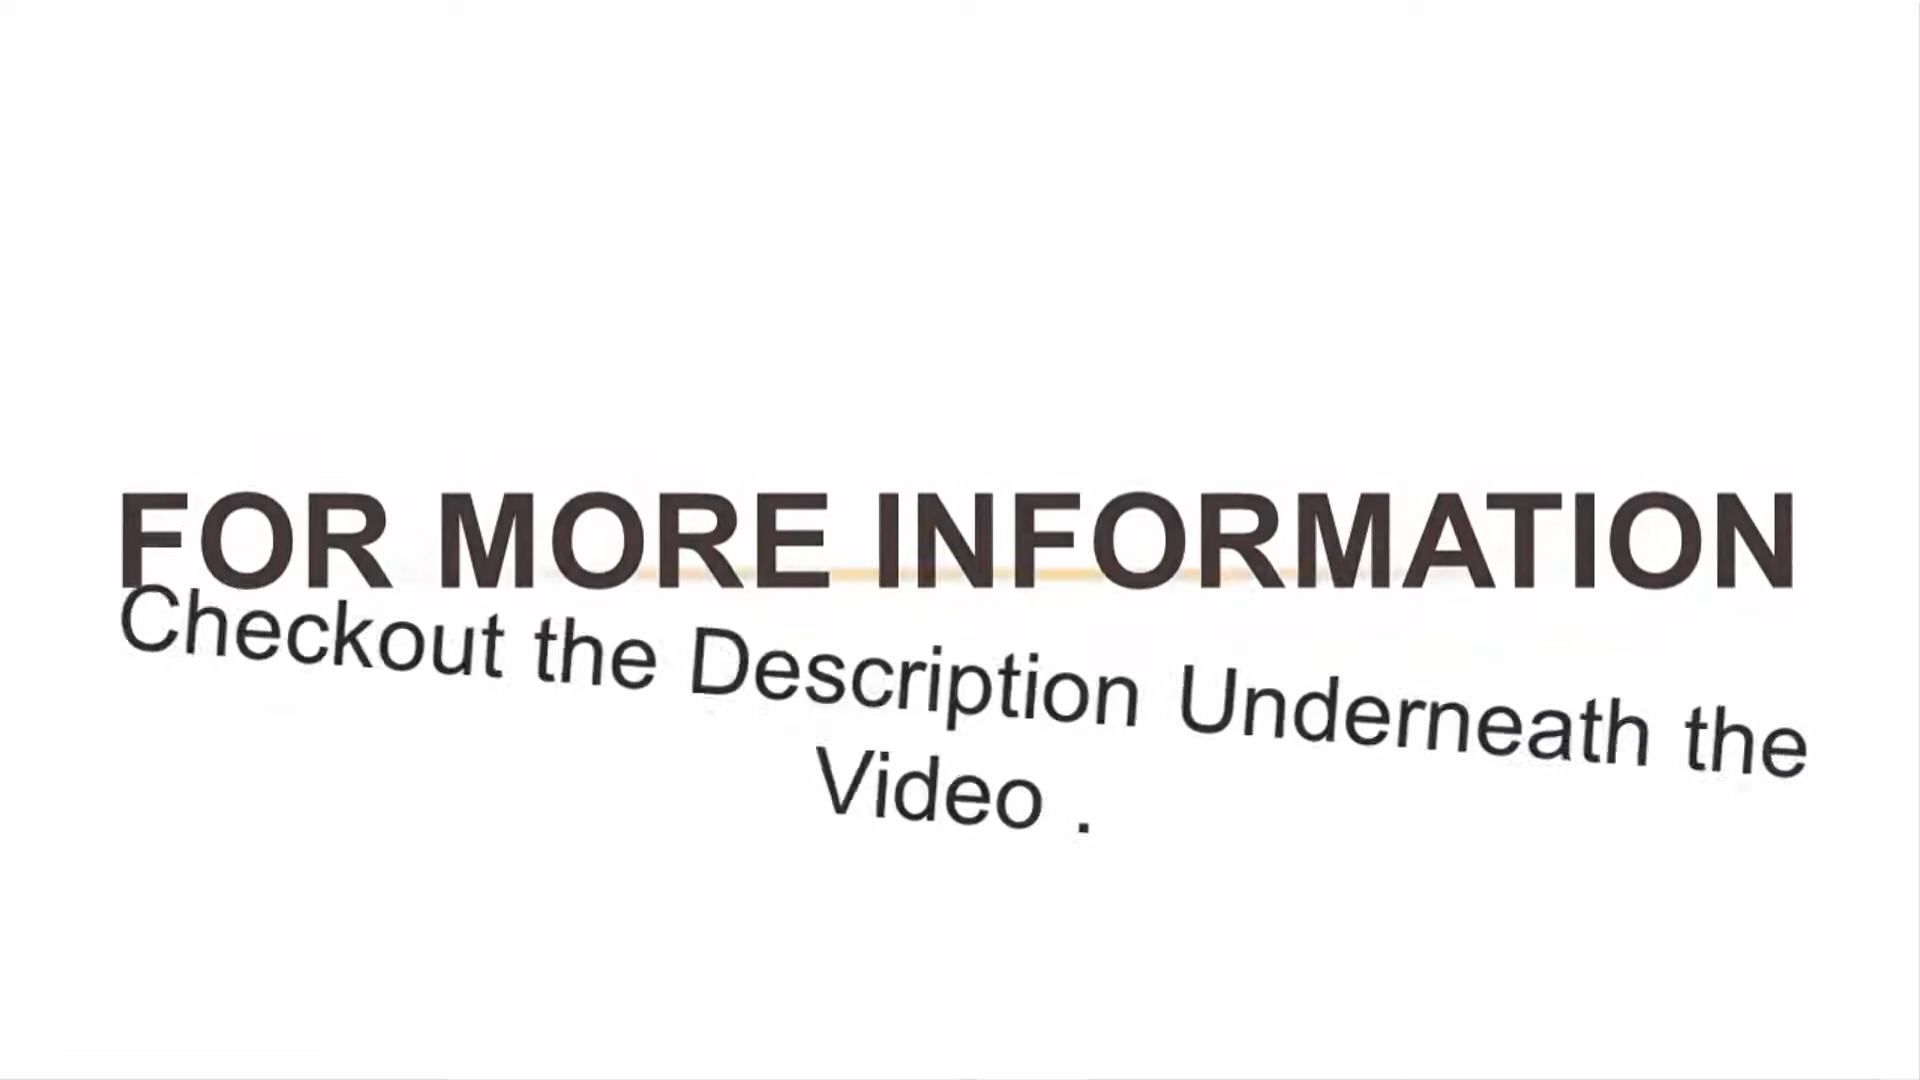 FOR MORE INFORMATION
Checkout the Description Underneath the
Video .